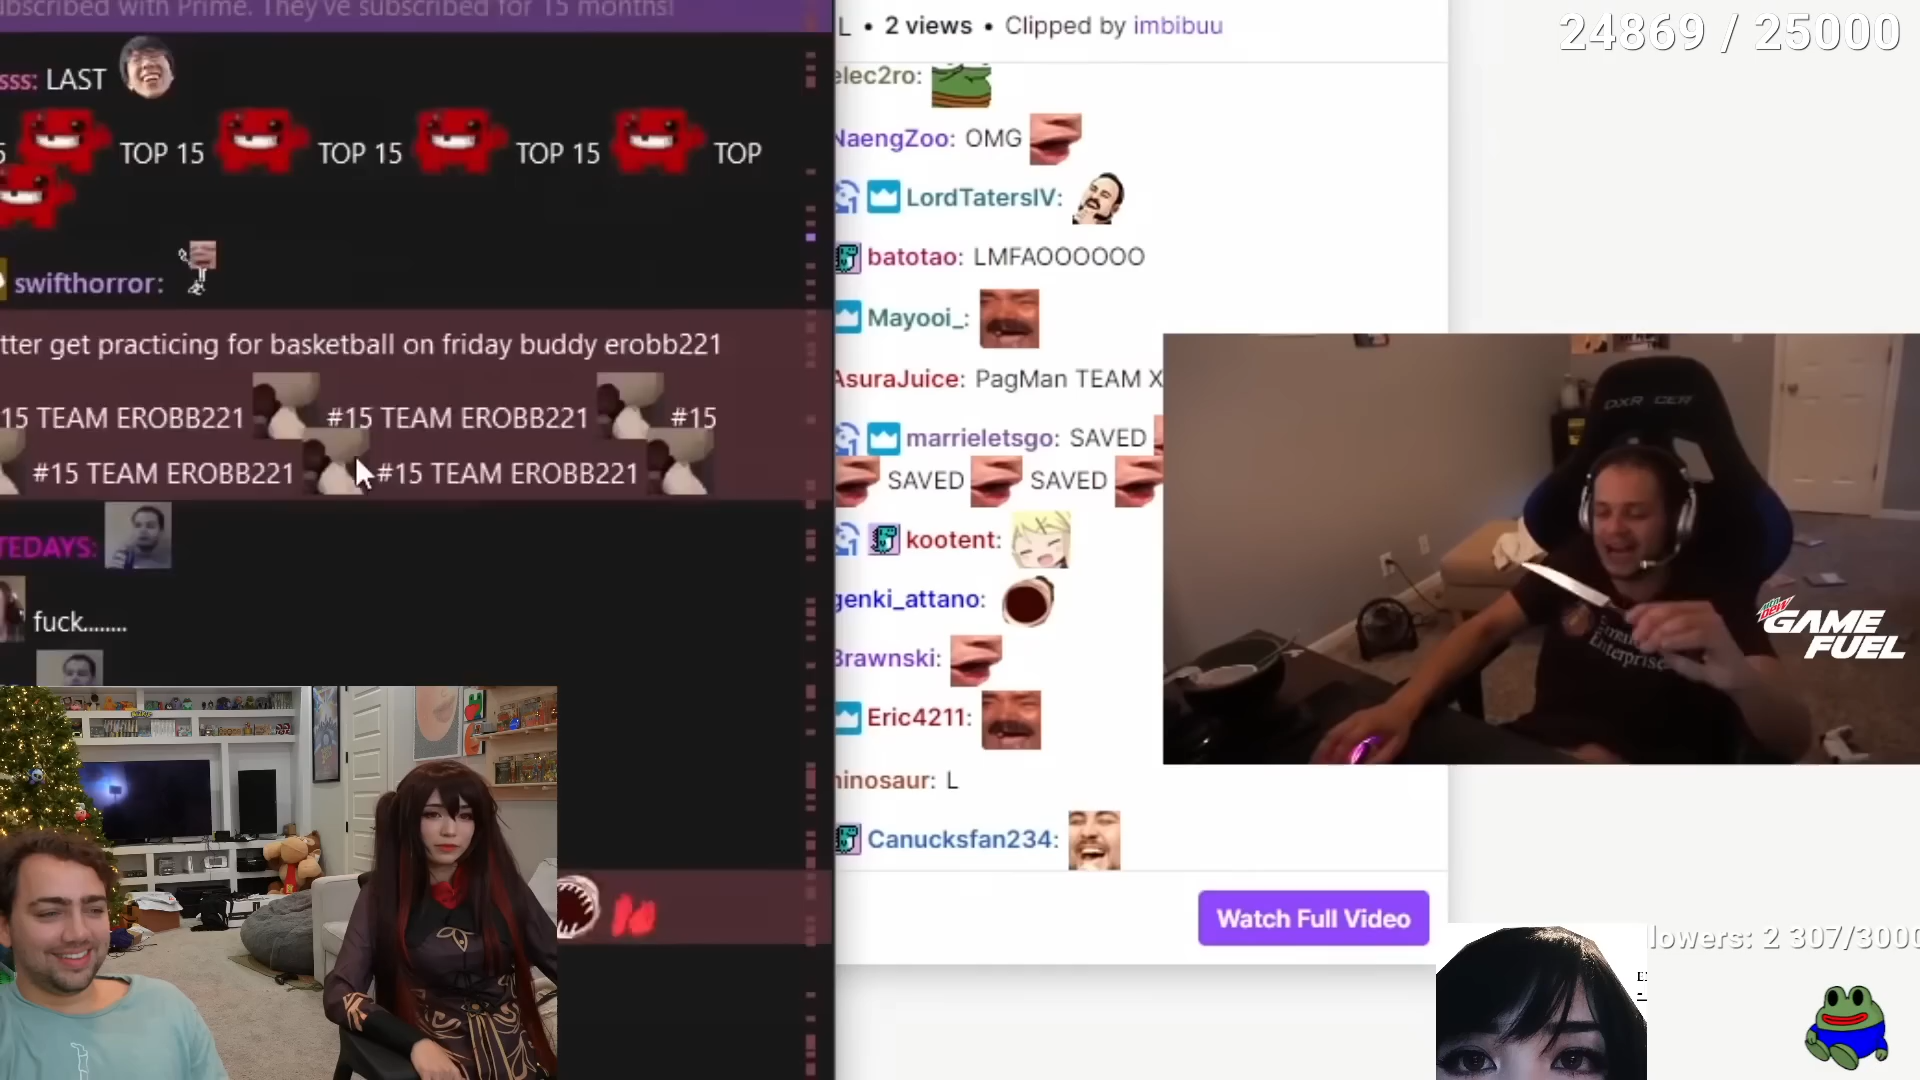 ubscribed with Prime. They've subscribed for 15 months!
sss: LAST
5 TOP 15 TOP 15 TOP 15 TOP
swifthorror:
tter get practicing for basketball on friday buddy erobb221
15 TEAM EROBB221 #15 TEAM EROBB221 #15
#15 TEAM EROBB221 #15 TEAM EROBB221
TEDAYS:
fuck........
L • 2 views • Clipped by imbibuu
elec2ro:
NaengZoo: OMG
LordTatersIV:
batotao: LMFAOOOOOO
Mayooi_:
AsuraJuice: PagMan TEAM X
marrieletsgo: SAVED
SAVED SAVED
kootent:
genki_attano:
Brawnski:
Eric4211:
ninosaur: L
Canucksfan234:
Watch Full Video
24869 / 25000
DXRACER
Enterprise
GAME
FUEL
lowers: 2 307/3000